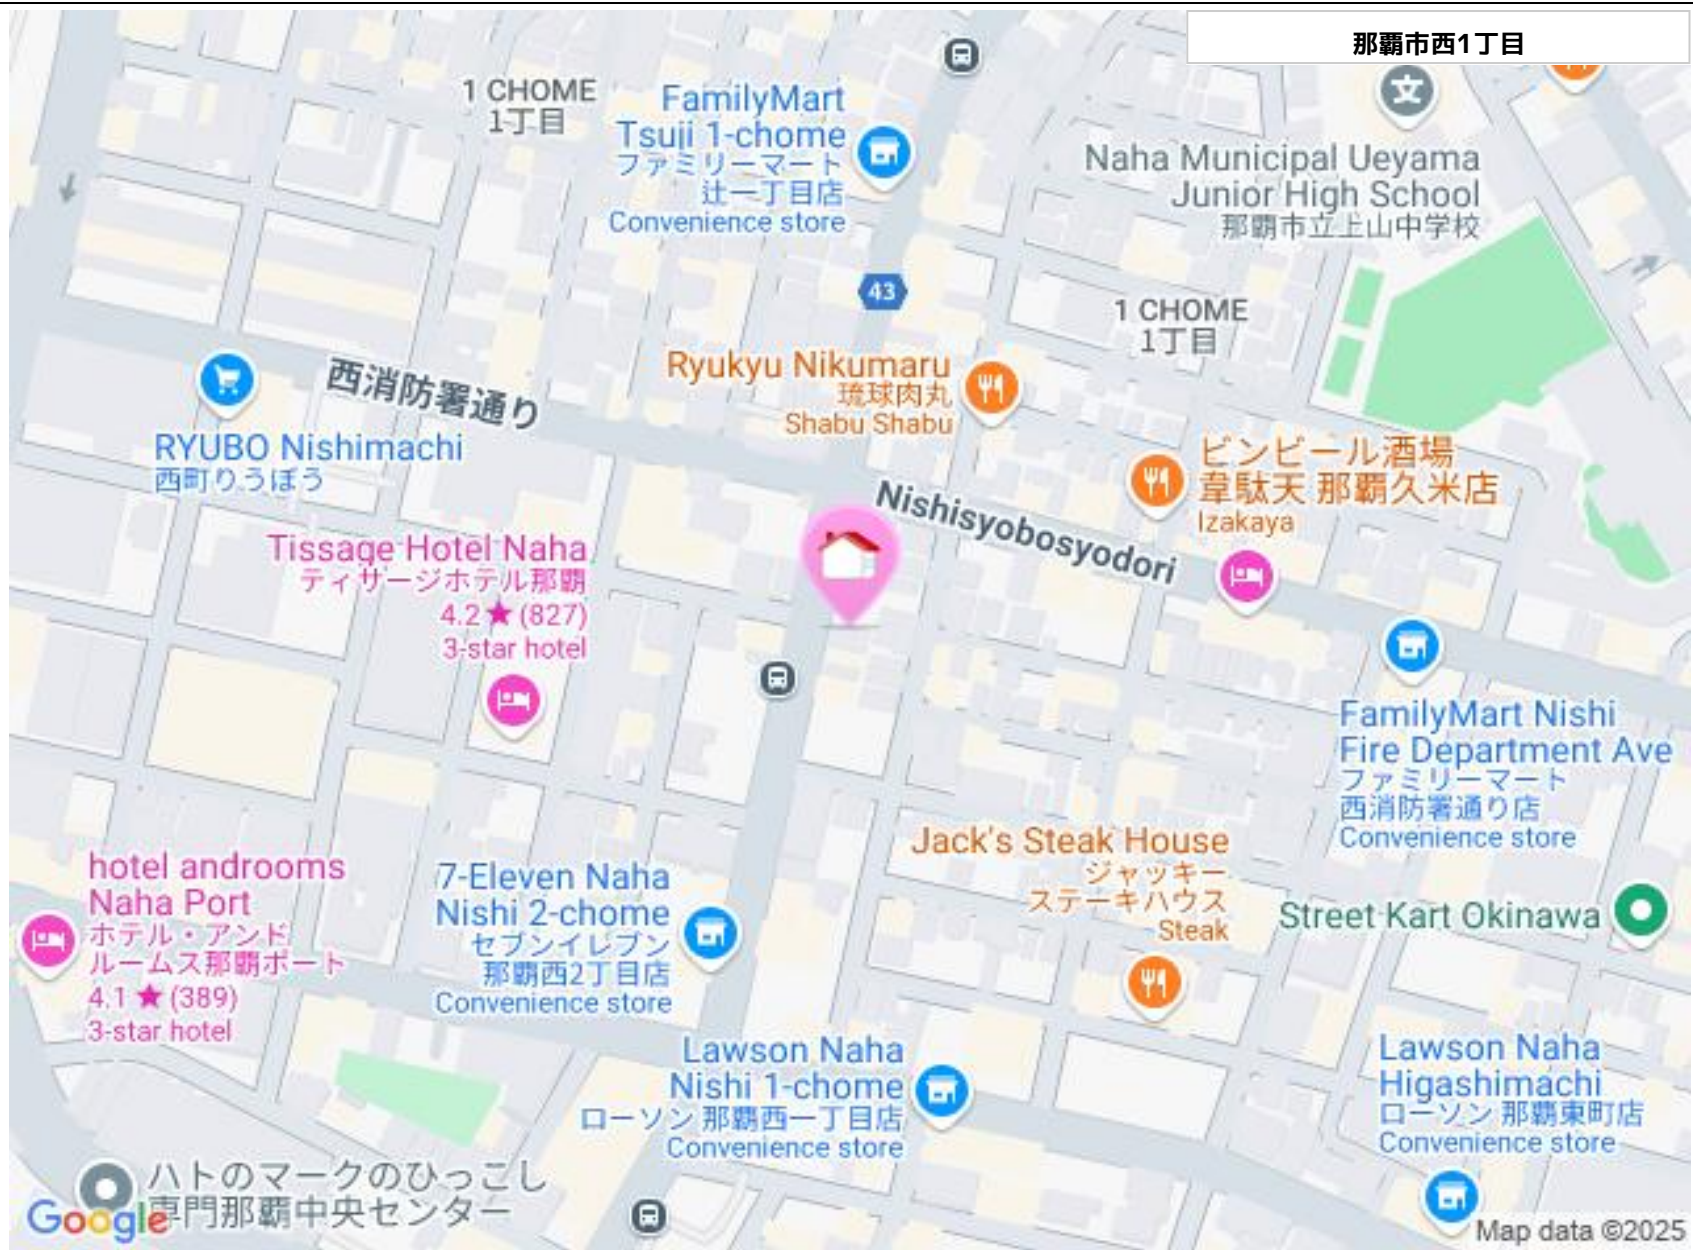 那覇市西1丁目
1 CHOME
1丁目
FamilyMart
Tsuji 1-chome
ファミリーマート
辻一丁目店
Convenience store
Naha Municipal Ueyama
Junior High School
那覇市立上山中学校
43
1 CHOME
1丁目
西消防署通り
Ryukyu Nikumaru
琉球肉丸
Shabu Shabu
RYUBO Nishimachi
西町りうぼう
ビンビール酒場
韋駄天 那覇久米店
Izakaya
Nishisyobosyodori
Tissage Hotel Naha
ティサージホテル那覇
4.2★(827)
3-star hotel
FamilyMart Nishi
Fire Department Ave
ファミリーマート
西消防署通り店
Convenience store
Jack's Steak House
ジャッキー
ステーキハウス
Steak
hotel androoms
Naha Port
ホテル・アンド
ルームス那覇ポート
4.1★(389)
3-star hotel
7-Eleven Naha
Nishi 2-chome
セブンイレブン
那覇西2丁目店
Convenience store
Street Kart Okinawa
Lawson Naha
Nishi 1-chome
ローソン 那覇西一丁目店
Convenience store
Lawson Naha
Higashimachi
ローソン 那覇東町店
Convenience store
ハトのマークのひっこし
専門那覇中央センター
Google
Map data ©2025